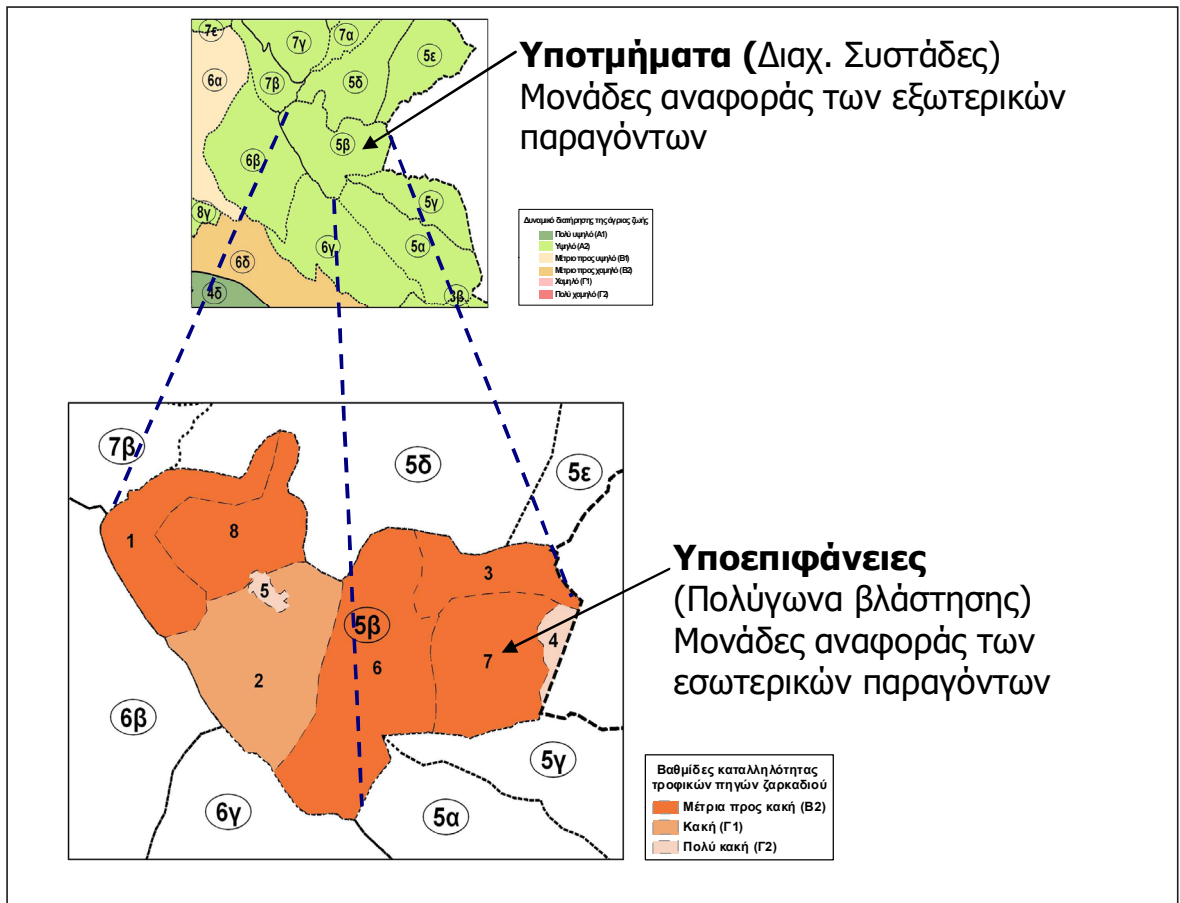 7ε
7γ
7α
5ε
6α
7β
5δ
5β
6β
5γ
8γ
6γ
5α
6δ
4δ
3β
Υποτμήματα (Διαχ. Συστάδες)
Μονάδες αναφοράς των εξωτερικών
παραγόντων
Δυναμικό διατήρησης της άγριας ζωής
Πολύ υψηλό (Α1)
Υψηλό (Α2)
Μέτριο προς υψηλό (Β1)
Μέτριο προς χαμηλό (Β2)
Χαμηλό (Γ1)
Πολύ χαμηλό (Γ2)
7β
5δ
5ε
1
8
3
5
5β
4
2
6
7
6β
5γ
6γ
5α
Υποεπιφάνειες
(Πολύγωνα βλάστησης)
Μονάδες αναφοράς των
εσωτερικών παραγόντων
Βαθμίδες καταλληλότητας
τροφικών πηγών ζαρκαδιού
Μέτρια προς κακή (Β2)
Κακή (Γ1)
Πολύ κακή (Γ2)